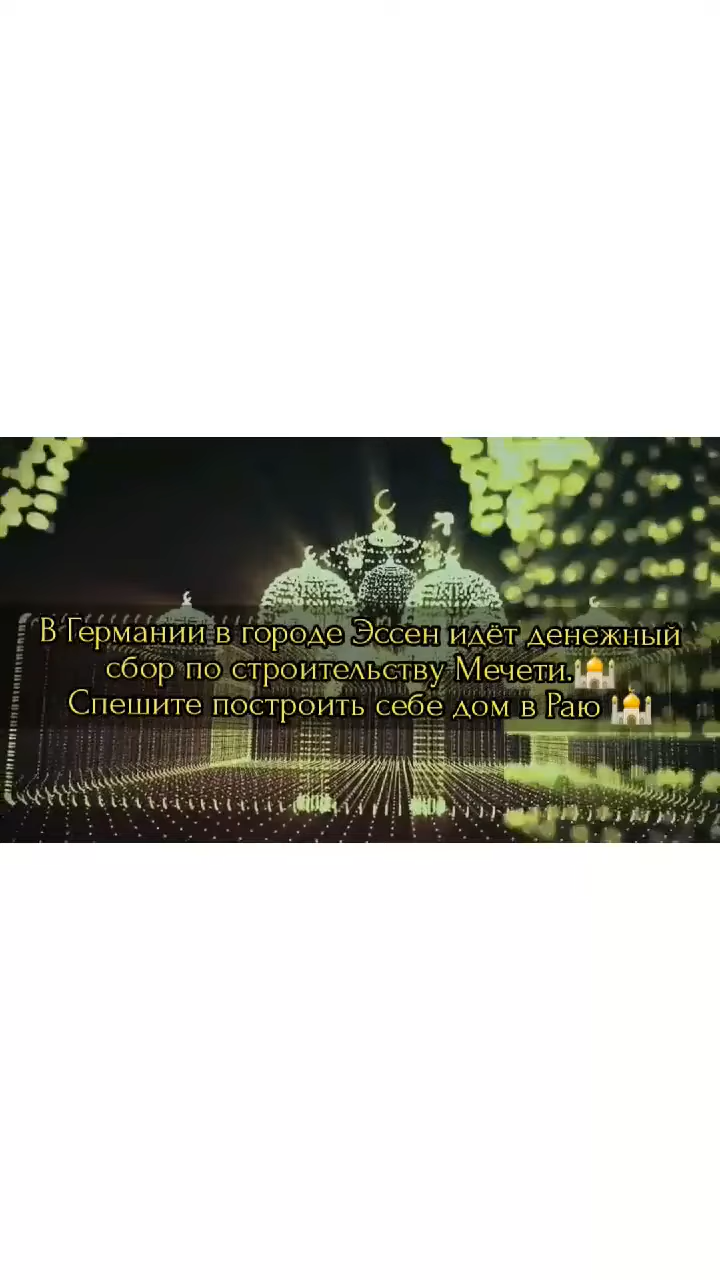 В Германии в городе Эссен идёт денежный
сбор по строительству Мечети.🕌
Спешите построить себе дом в Раю 🕌